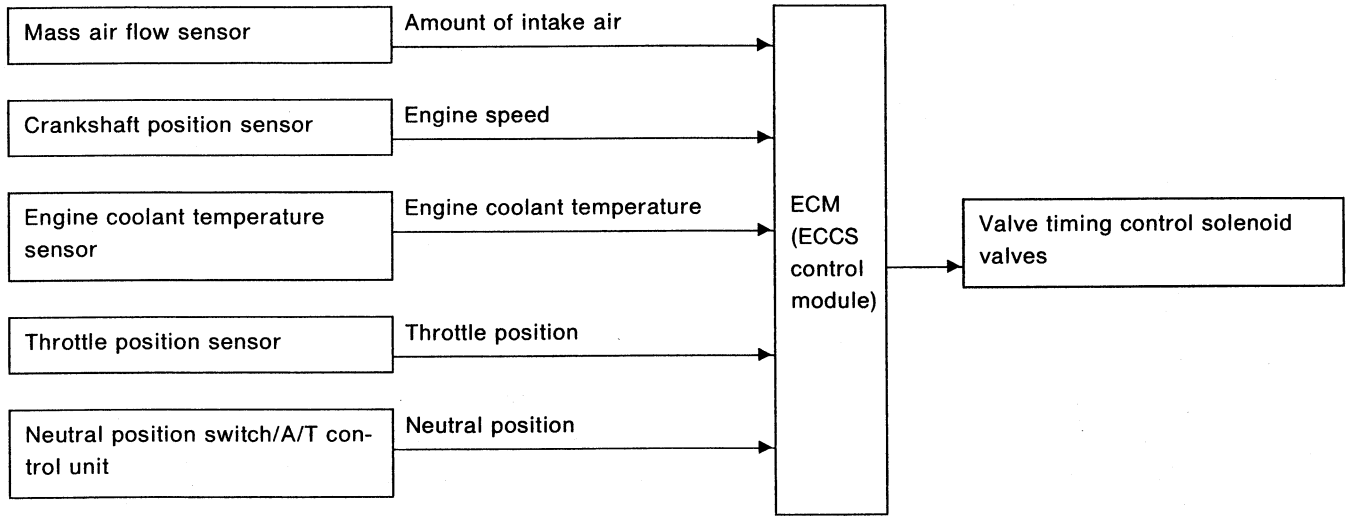 Mass air flow sensor
Amount of intake air
Crankshaft position sensor
Engine speed
Engine coolant temperature
sensor
Engine coolant temperature
Throttle position sensor
Throttle position
Neutral position switch/A/T con-
trol unit
Neutral position
ECM
(ECCS
control
module)
Valve timing control solenoid
valves